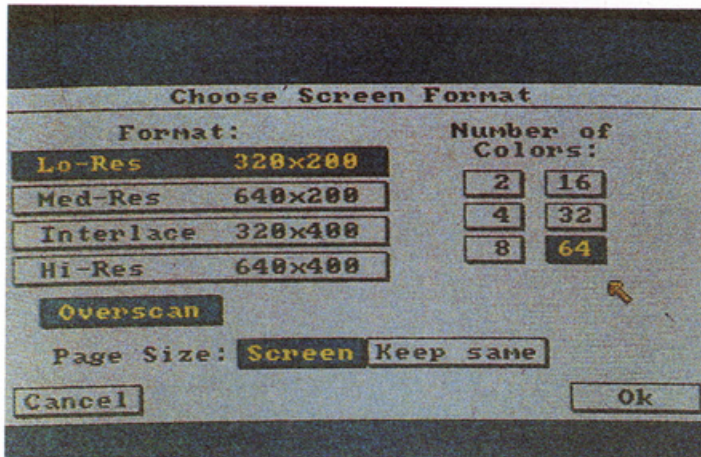 Choose Screen Format
Format:
Number of
Colors:
Lo-Res 320x200
Med-Res 640x200
Interlace 320x400
Hi-Res 640x400
2 16
4 32
8 64
Overscan
Page Size: Screen Keep same
Cancel
Ok